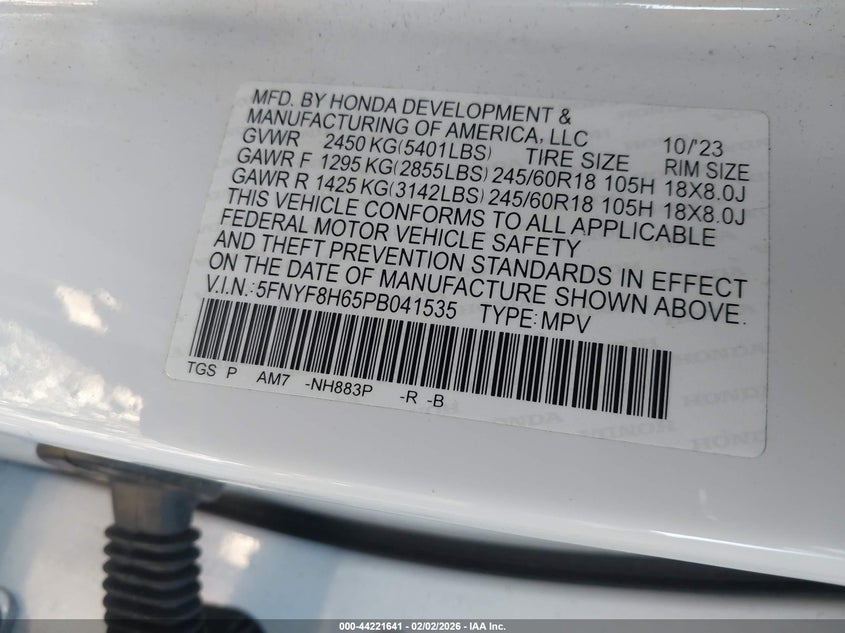 MFD. BY HONDA DEVELOPMENT &
MANUFACTURING OF AMERICA, LLC 10/'23
GVWR 2450 KG(5401LBS) TIRE SIZE RIM SIZE
GAWR F 1295 KG(2855LBS) 245/60R18 105H 18X8.0J
GAWR R 1425 KG(3142LBS) 245/60R18 105H 18X8.0J
THIS VEHICLE CONFORMS TO ALL APPLICABLE
FEDERAL MOTOR VEHICLE SAFETY
AND THEFT PREVENTION STANDARDS IN EFFECT
ON THE DATE OF MANUFACTURE SHOWN ABOVE.
V.I.N.:5FNYF8H65PB041535 TYPE:MPV
TGS P AM7 -NH883P -R -B
HONDA HONDA
HONDA
000-44221641 - 02/02/2026 - IAA Inc.